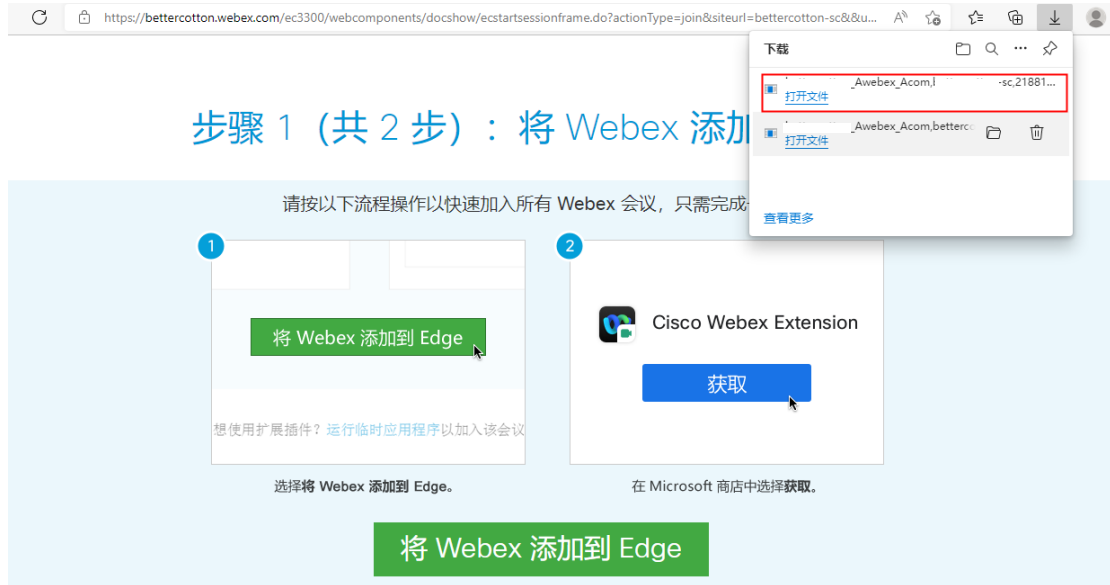 https://bettercotton.webex.com/ec3300/webcomponents/docshow/ecstartsessionframe.do?actionType=join&siteurl=bettercotton-sc&&u...
下载
_Awebex_Acom,l -sc,21881...
打开文件
_Awebex_Acom,betterco
打开文件
查看更多
步骤 1（共 2 步）：将 Webex 添加
请按以下流程操作以快速加入所有 Webex 会议，只需完成
1
将 Webex 添加到 Edge
想使用扩展插件？运行临时应用程序以加入该会议
选择将 Webex 添加到 Edge。
2
Cisco Webex Extension
获取
在 Microsoft 商店中选择获取。
将 Webex 添加到 Edge